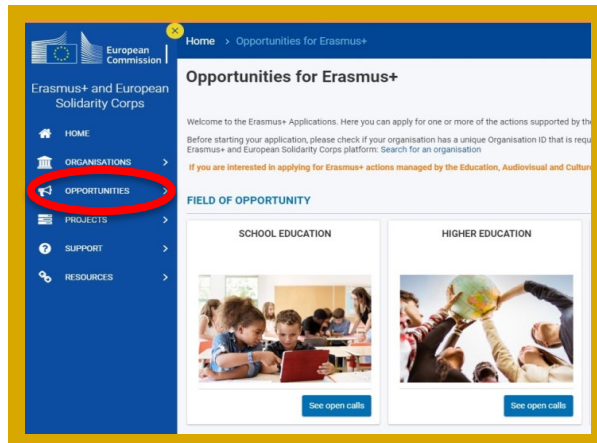 European
Commission
Erasmus+ and European
Solidarity Corps
HOME
ORGANISATIONS
OPPORTUNITIES
PROJECTS
SUPPORT
RESOURCES
Home > Opportunities for Erasmus+
Opportunities for Erasmus+
Welcome to the Erasmus+ Applications. Here you can apply for one or more of the actions supported by the
Before starting your application, please check if your organisation has a unique Organisation ID that is requ
Erasmus+ and European Solidarity Corps platform: Search for an organisation
If you are interested in applying for Erasmus+ actions managed by the Education, Audiovisual and Culture
FIELD OF OPPORTUNITY
SCHOOL EDUCATION
See open calls
HIGHER EDUCATION
See open calls